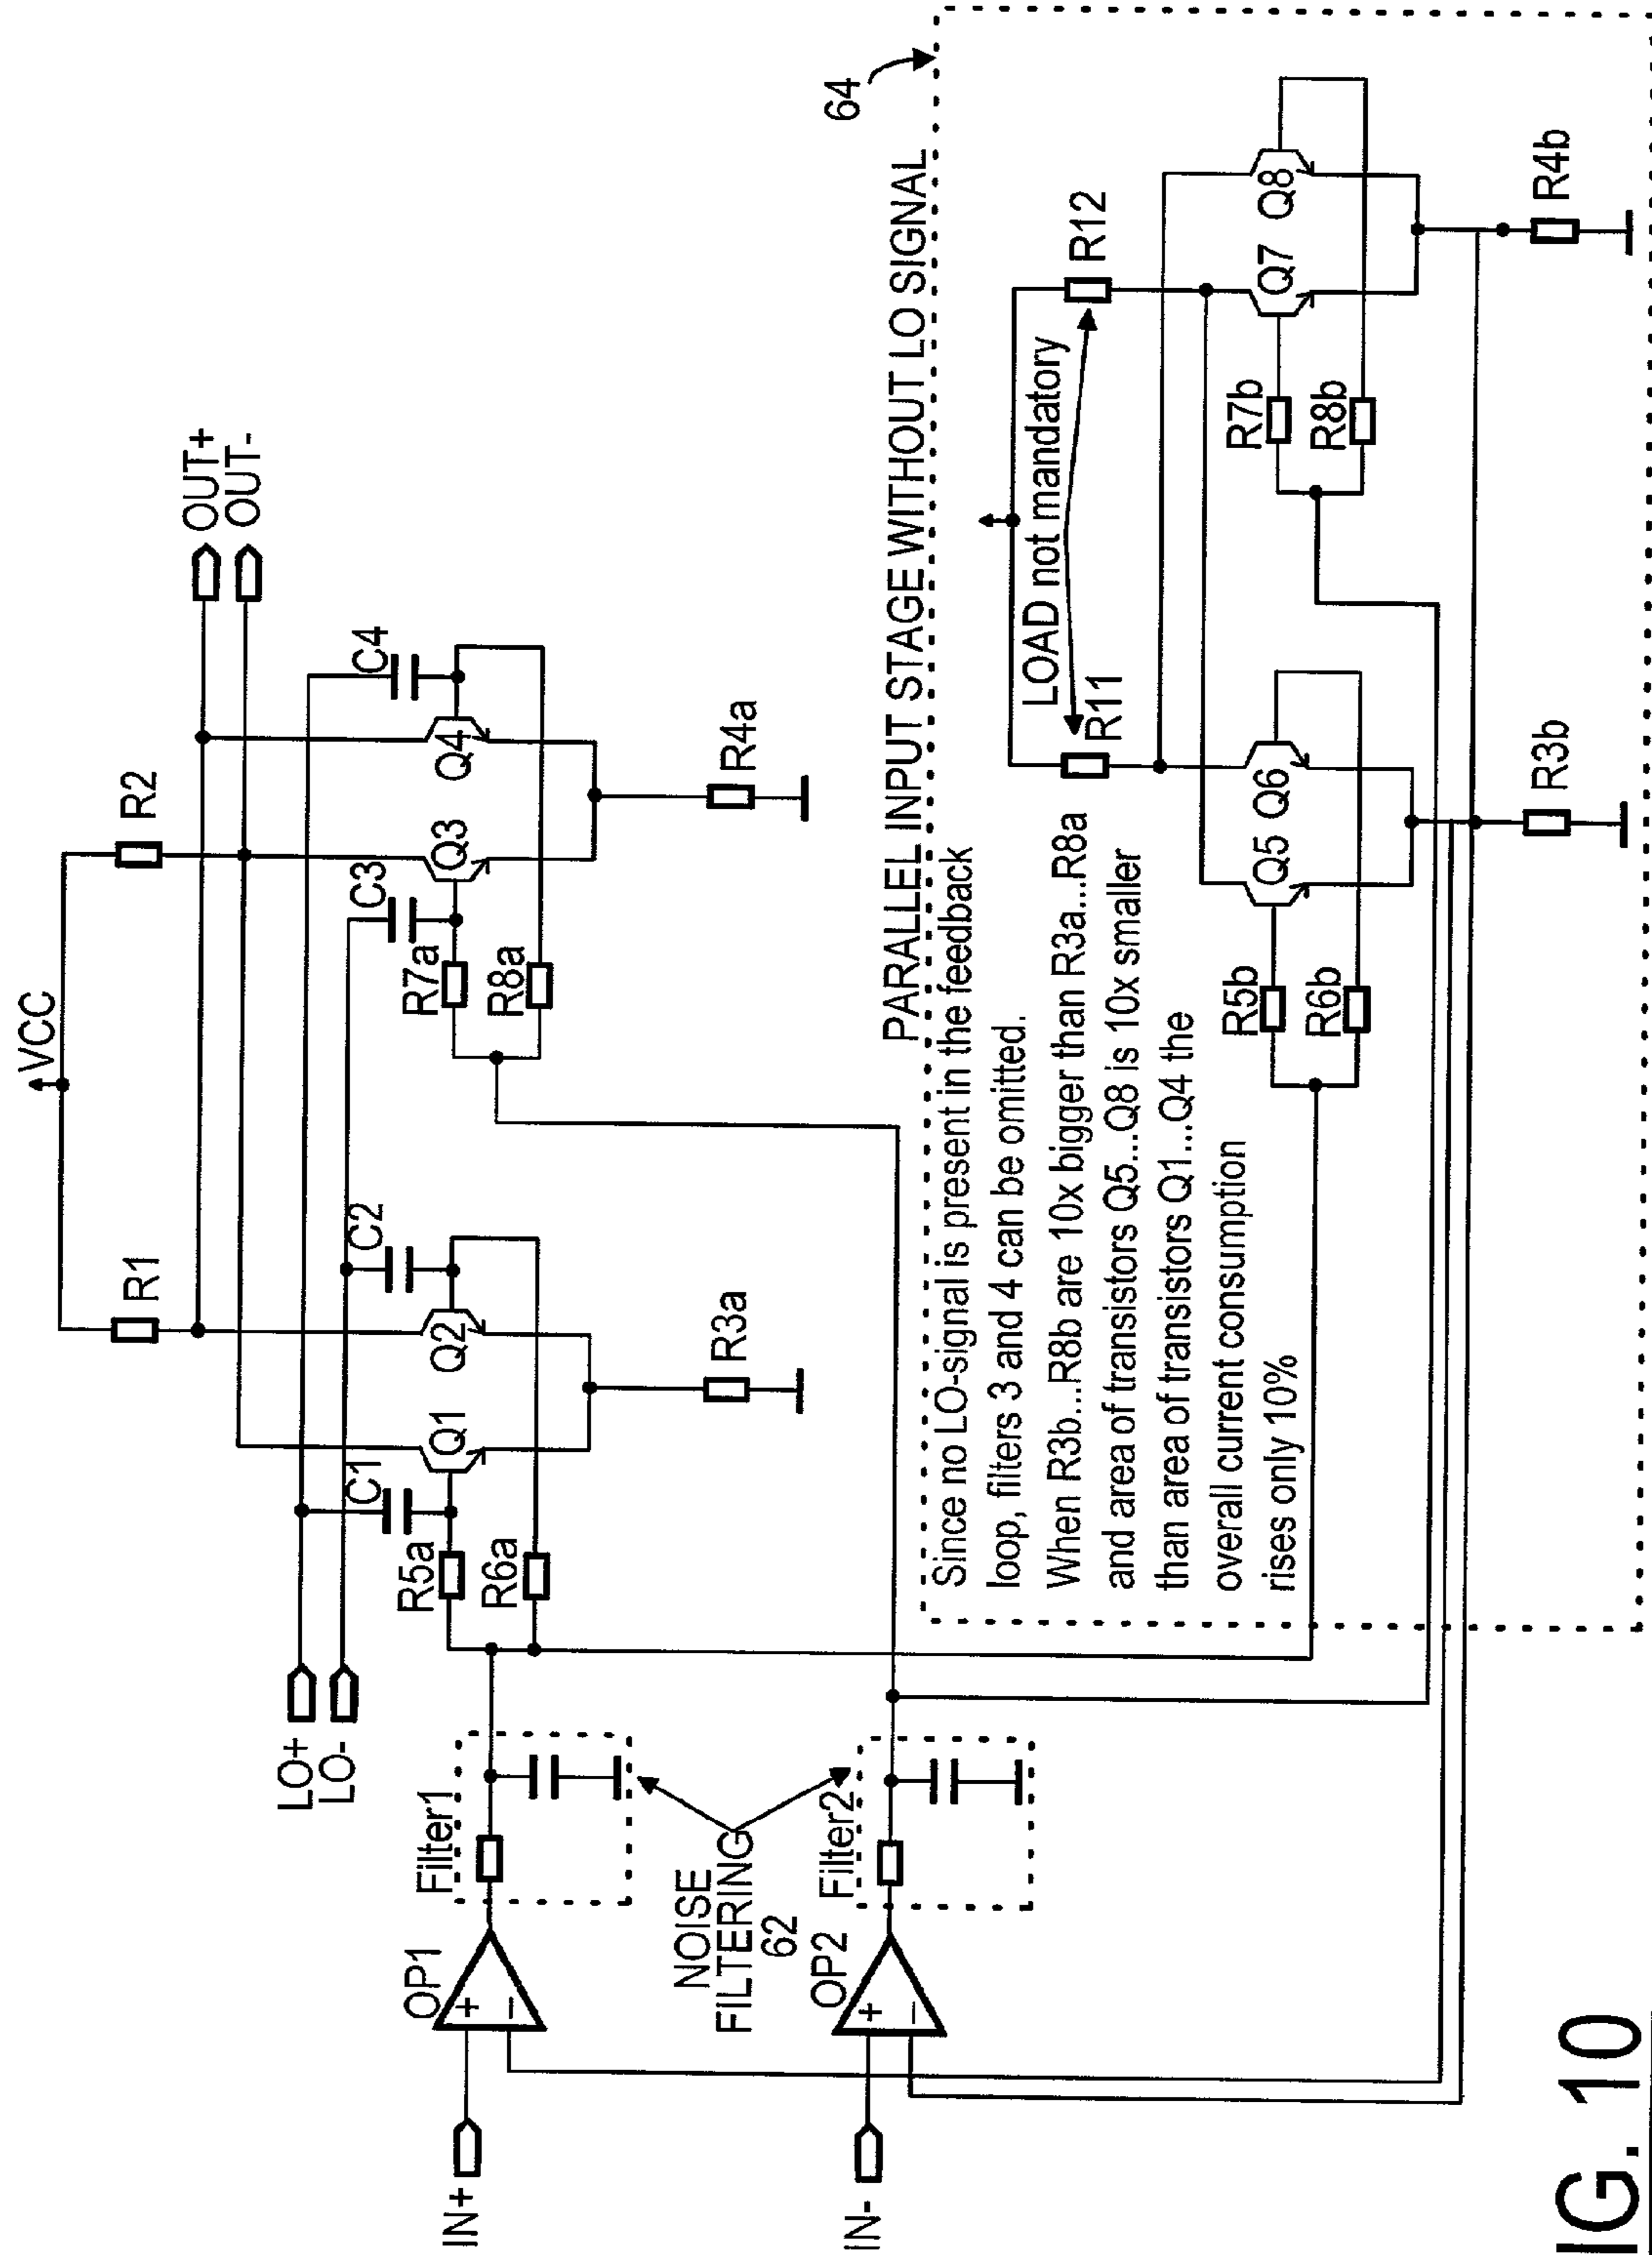 VCC
R1
R2
OUT+
OUT-
LO+
LO-
C1
C2
C3
C4
R5a
R6a
Q1
Q2
R7a
R8a
Q3
Q4
R3a
R4a
IN+
OP1
+
−
Filter1
NOISE
FILTERING
62
IN-
OP2
+
−
Filter2
PARALLEL INPUT STAGE WITHOUT LO SIGNAL
64
Since no LO-signal is present in the feedback
loop, filters 3 and 4 can be omitted.
When R3b...R8b are 10x bigger than R3a...R8a
and area of transistors Q5...Q8 is 10x smaller
than area of transistors Q1...Q4 the
overall current consumption
rises only 10%
LOAD not mandatory
R11
R12
R5b
R6b
Q5
Q6
R7b
R8b
Q7
Q8
R3b
R4b
IG. 10